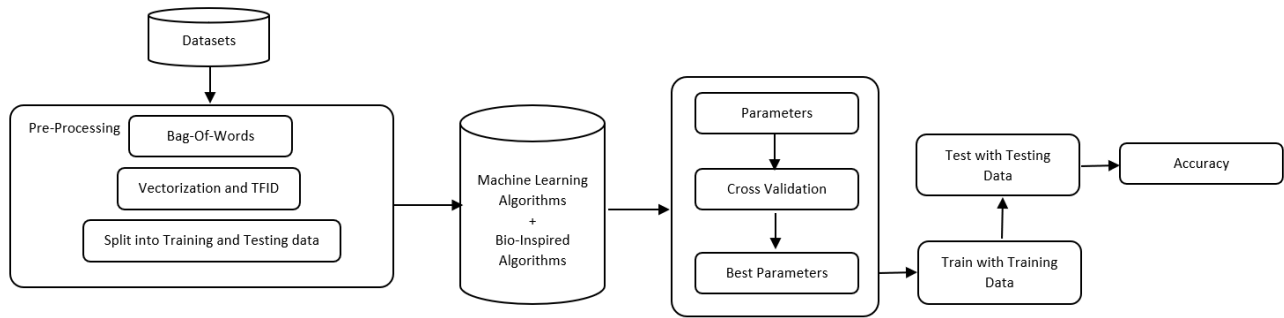 Datasets
Pre-Processing
Bag-Of-Words
Vectorization and TFID
Split into Training and Testing data
Machine Learning
Algorithms
+
Bio-Inspired
Algorithms
Parameters
Cross Validation
Best Parameters
Train with Training
Data
Test with Testing
Data
Accuracy